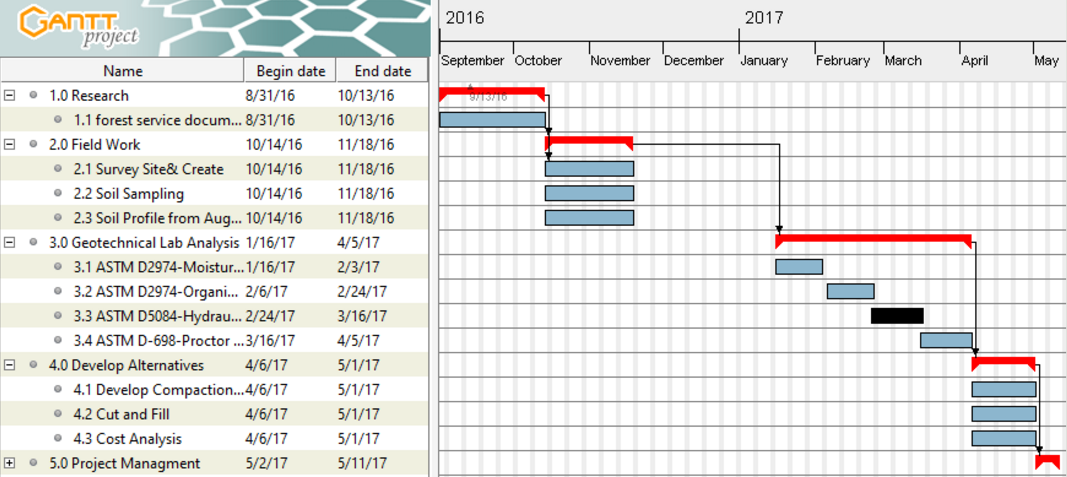 GANTT
project
2016 2017
Name Begin date End date
September October November December January February March April May
1.0 Research 8/31/16 10/13/16
9/13/16
1.1 forest service docum... 8/31/16 10/13/16
2.0 Field Work 10/14/16 11/18/16
2.1 Survey Site& Create 10/14/16 11/18/16
2.2 Soil Sampling 10/14/16 11/18/16
2.3 Soil Profile from Aug... 10/14/16 11/18/16
3.0 Geotechnical Lab Analysis 1/16/17 4/5/17
3.1 ASTM D2974-Moistur... 1/16/17 2/3/17
3.2 ASTM D2974-Organi... 2/6/17 2/24/17
3.3 ASTM D5084-Hydrau... 2/24/17 3/16/17
3.4 ASTM D-698-Proctor ... 3/16/17 4/5/17
4.0 Develop Alternatives 4/6/17 5/1/17
4.1 Develop Compaction... 4/6/17 5/1/17
4.2 Cut and Fill 4/6/17 5/1/17
4.3 Cost Analysis 4/6/17 5/1/17
5.0 Project Managment 5/2/17 5/11/17